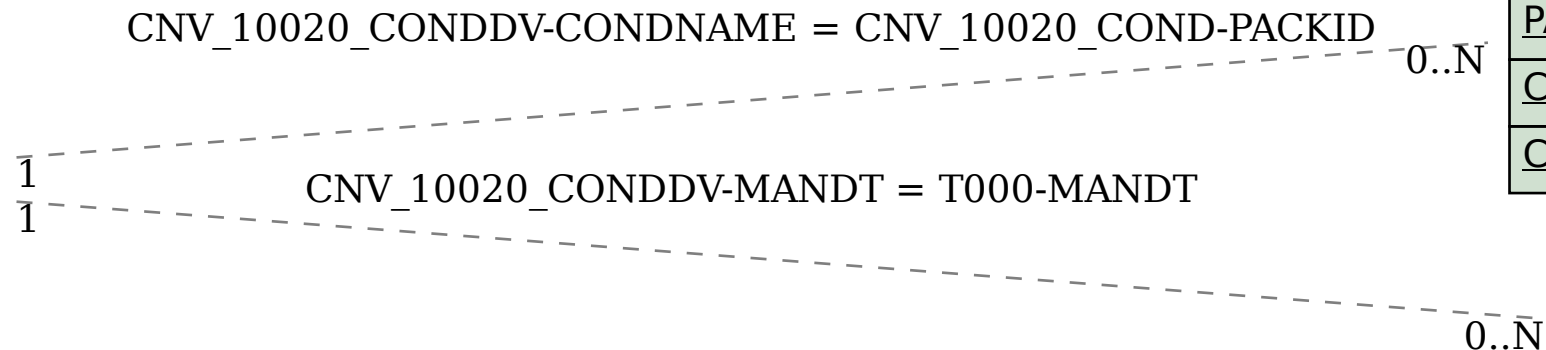 CNV_10020_CONDDV-CONDNAME = CNV_10020_COND-PACKID
0..N
1
CNV_10020_CONDDV-MANDT = T000-MANDT
1
0..N